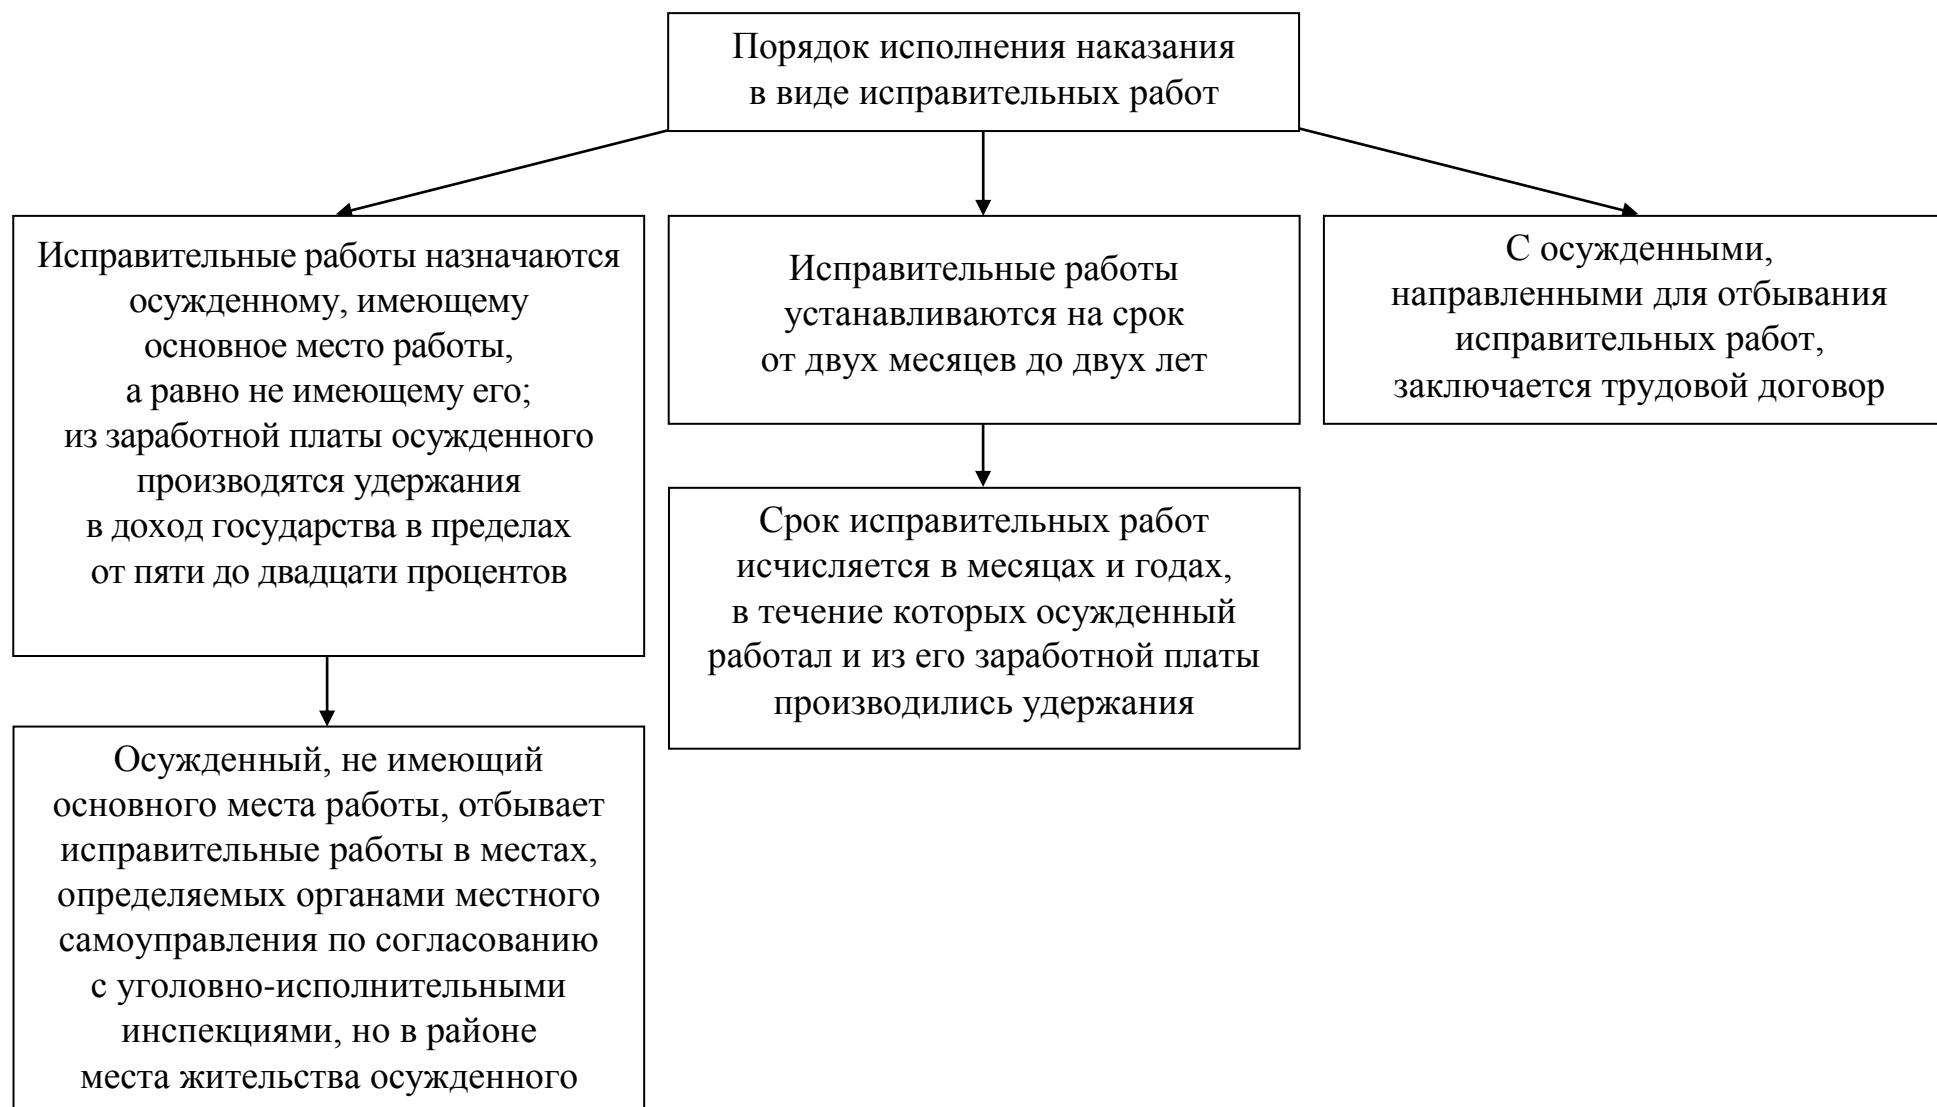 Порядок исполнения наказания
в виде исправительных работ
Исправительные работы назначаются
осужденному, имеющему
основное место работы,
а равно не имеющему его;
из заработной платы осужденного
производятся удержания
в доход государства в пределах
от пяти до двадцати процентов
Исправительные работы
устанавливаются на срок
от двух месяцев до двух лет
С осужденными,
направленными для отбывания
исправительных работ,
заключается трудовой договор
Срок исправительных работ
исчисляется в месяцах и годах,
в течение которых осужденный
работал и из его заработной платы
производились удержания
Осужденный, не имеющий
основного места работы, отбывает
исправительные работы в местах,
определяемых органами местного
самоуправления по согласованию
с уголовно-исполнительными
инспекциями, но в районе
места жительства осужденного